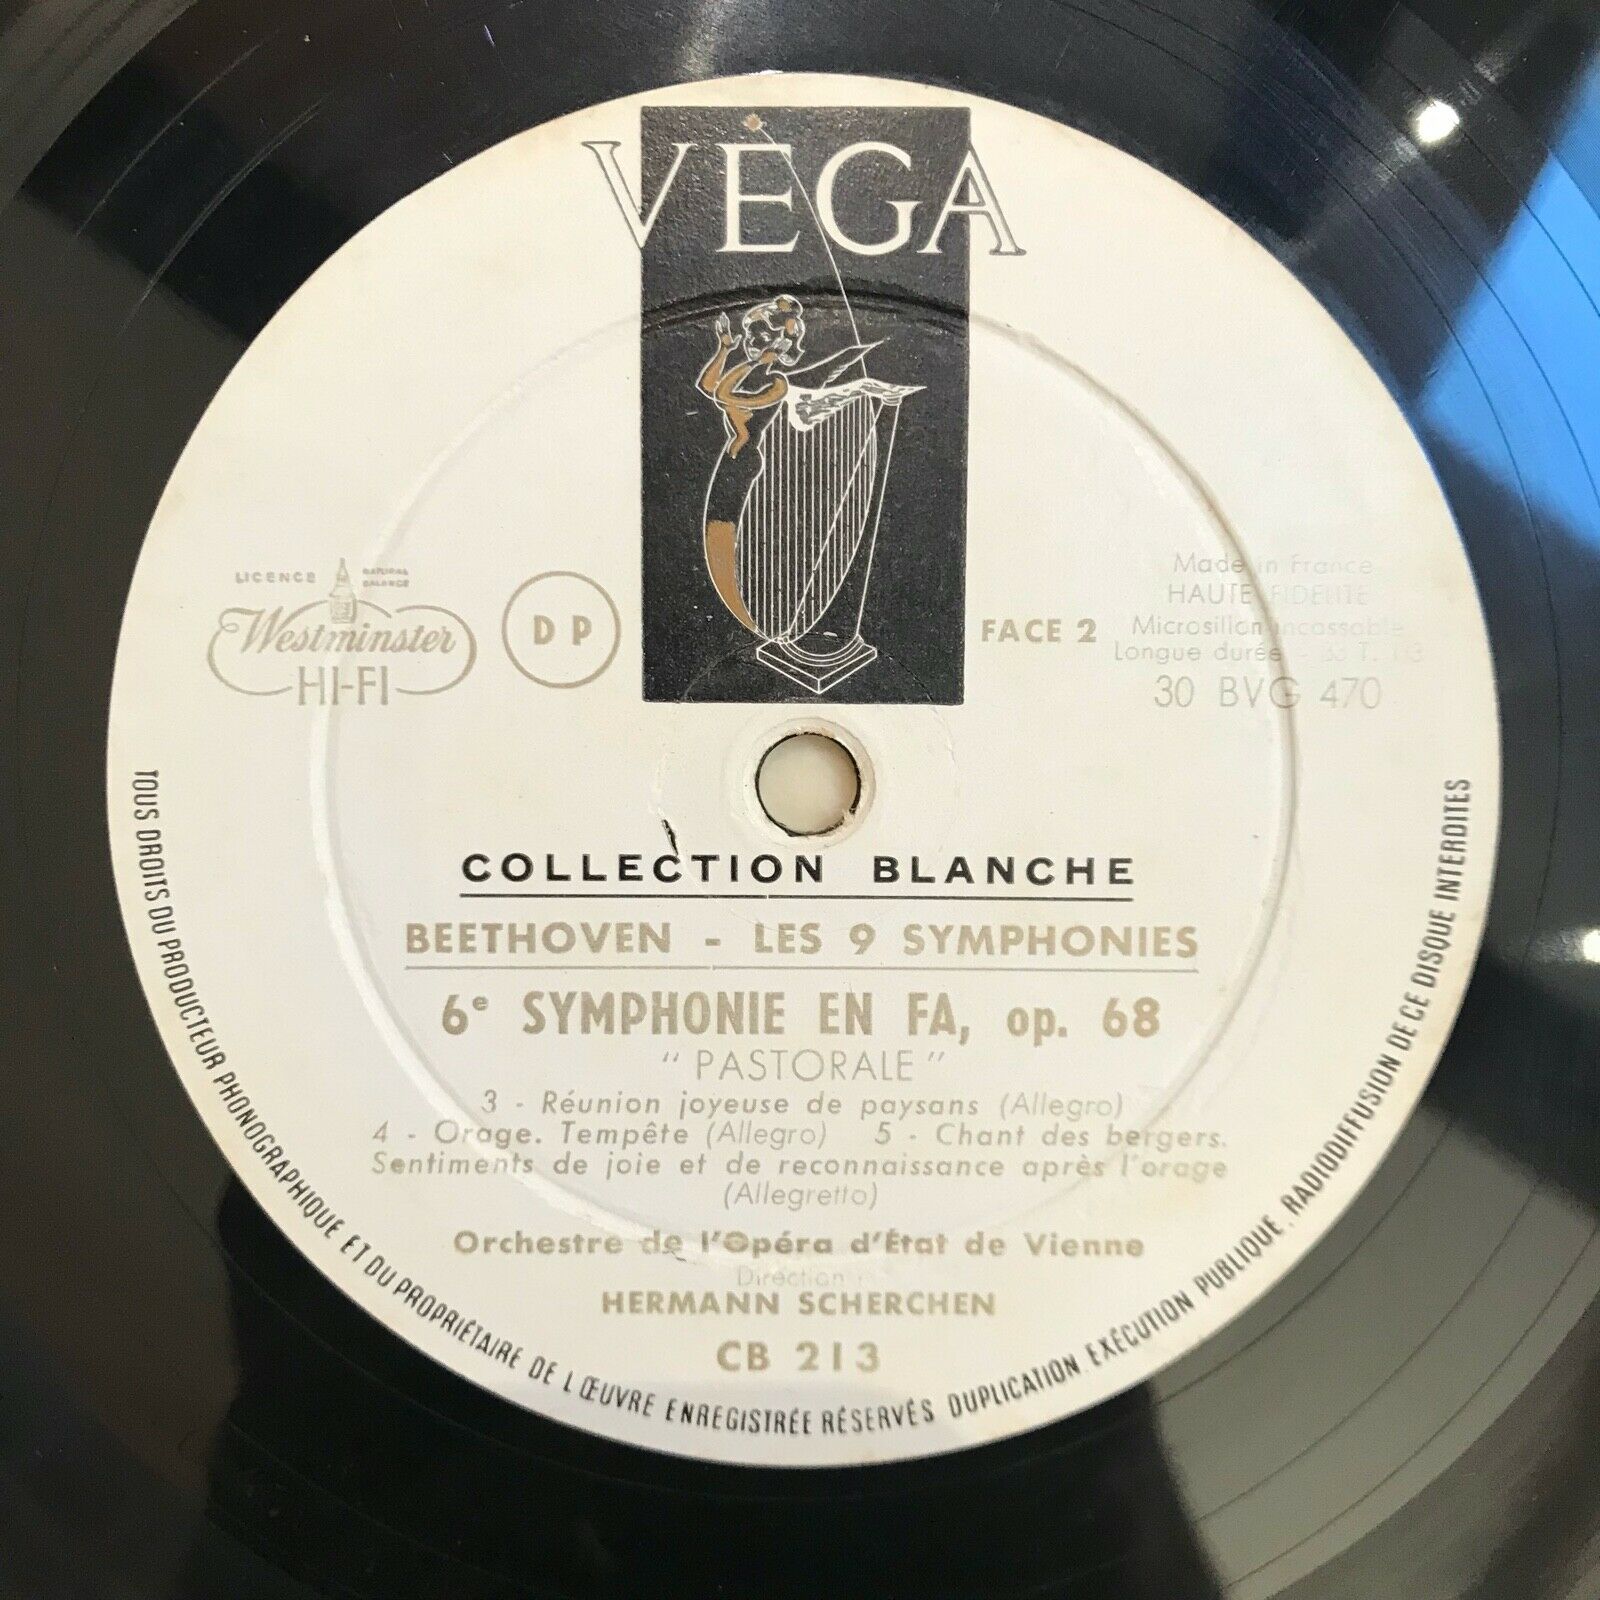 VÉGA
LICENCE
NATURAL
BALANCE
Westminster
HI-FI
DP
FACE 2
Made in France
HAUTE FIDELITE
Microsillon incassable
Longue durée - 33 T. 1/3
30 BVG 470
COLLECTION BLANCHE
BEETHOVEN - LES 9 SYMPHONIES
6e SYMPHONIE EN FA, op. 68
"PASTORALE"
3 - Réunion joyeuse de paysans (Allegro)
4 - Orage. Tempête (Allegro) 5 - Chant des bergers.
Sentiments de joie et de reconnaissance après l'orage
(Allegretto)
Orchestre de l'Opéra d'État de Vienne
Direction
HERMANN SCHERCHEN
CB 213
TOUS DROITS DU PRODUCTEUR PHONOGRAPHIQUE ET DU PROPRIÉTAIRE DE L'ŒUVRE ENREGISTRÉE RÉSERVÉS DUPLICATION. EXÉCUTION PUBLIQUE. RADIODIFFUSION DE CE DISQUE INTERDITES